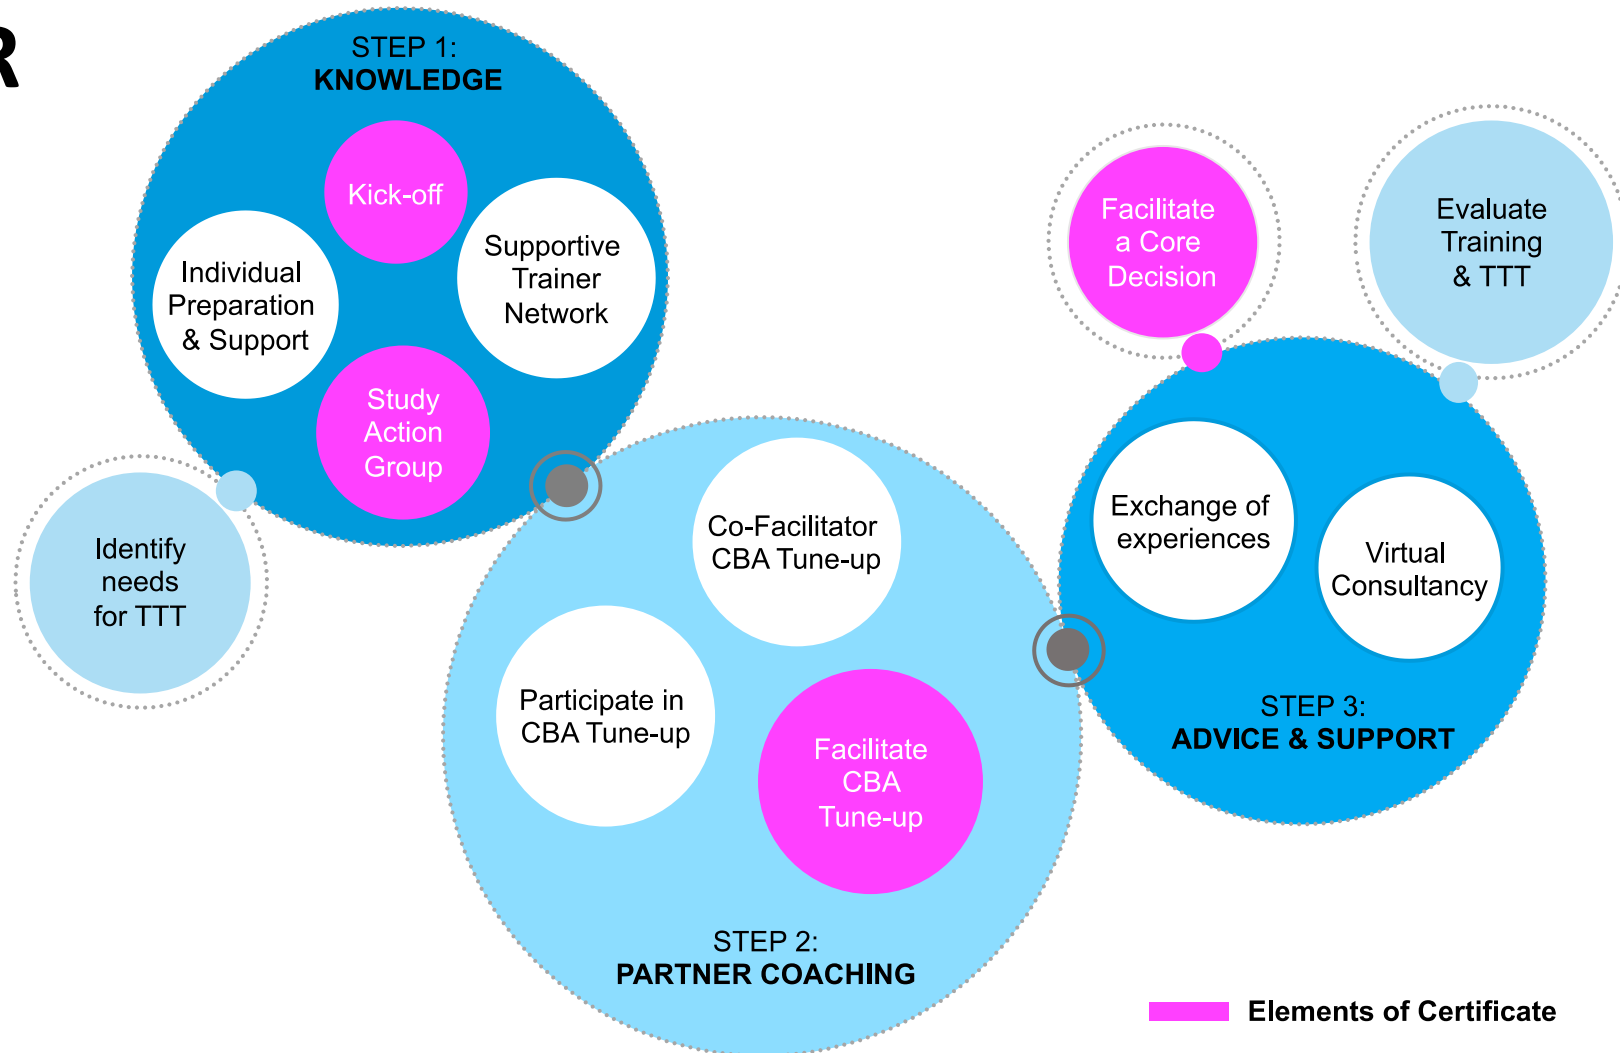 R
STEP 1:
KNOWLEDGE
Kick-off
Individual
Preparation
& Support
Supportive
Trainer
Network
Study
Action
Group
Identify
needs
for TTT
Co-Facilitator
CBA Tune-up
Participate in
CBA Tune-up
Facilitate
CBA
Tune-up
STEP 2:
PARTNER COACHING
Facilitate
a Core
Decision
Evaluate
Training
& TTT
Exchange of
experiences
Virtual
Consultancy
STEP 3:
ADVICE & SUPPORT
Elements of Certificate